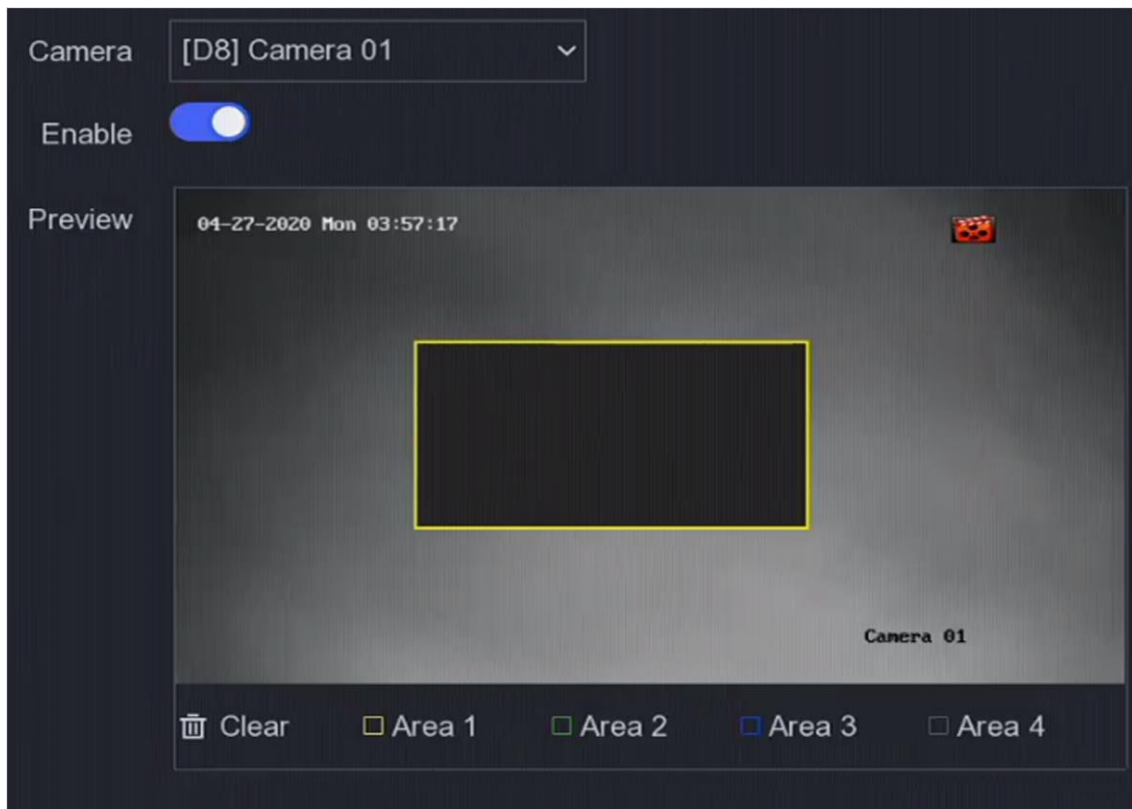 Camera [D8] Camera 01
Enable
Preview
04-27-2020 Mon 03:57:17
Camera 01
Clear Area 1 Area 2 Area 3 Area 4